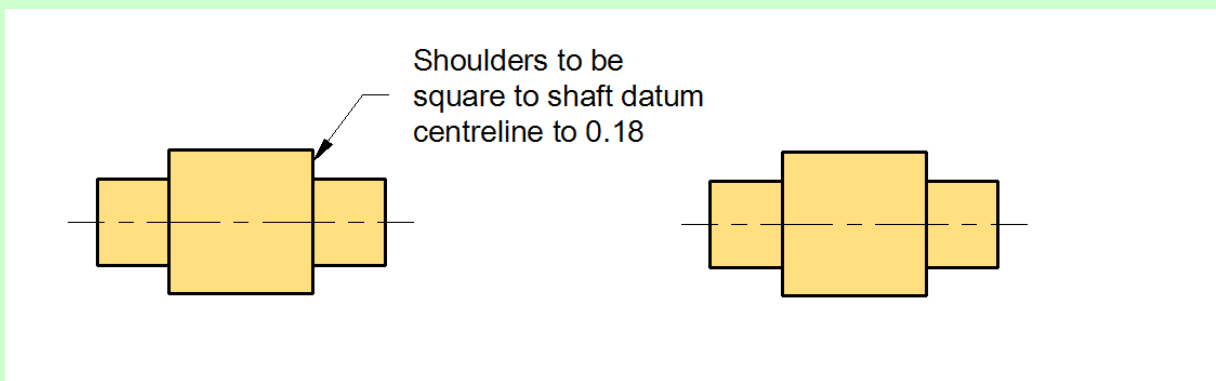 Shoulders to be
square to shaft datum
centreline to 0.18